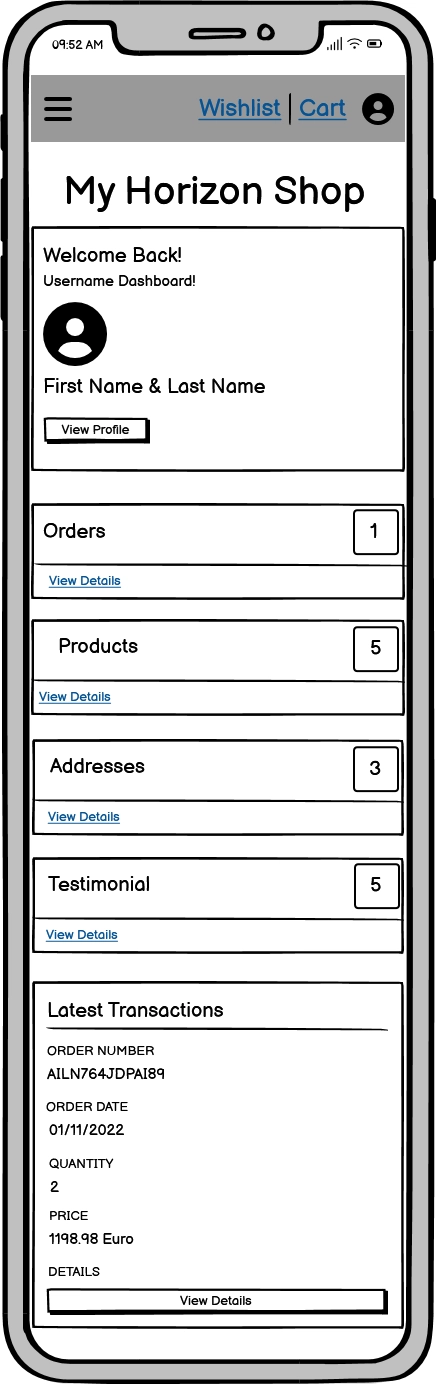 09:52 AM
Wishlist Cart
My Horizon Shop
Welcome Back!
Username Dashboard!
First Name & Last Name
View Profile
Orders 1
View Details
Products 5
View Details
Addresses 3
View Details
Testimonial 5
View Details
Latest Transactions
ORDER NUMBER
AILN764JDPAI89
ORDER DATE
01/11/2022
QUANTITY
2
PRICE
1198.98 Euro
DETAILS
View Details